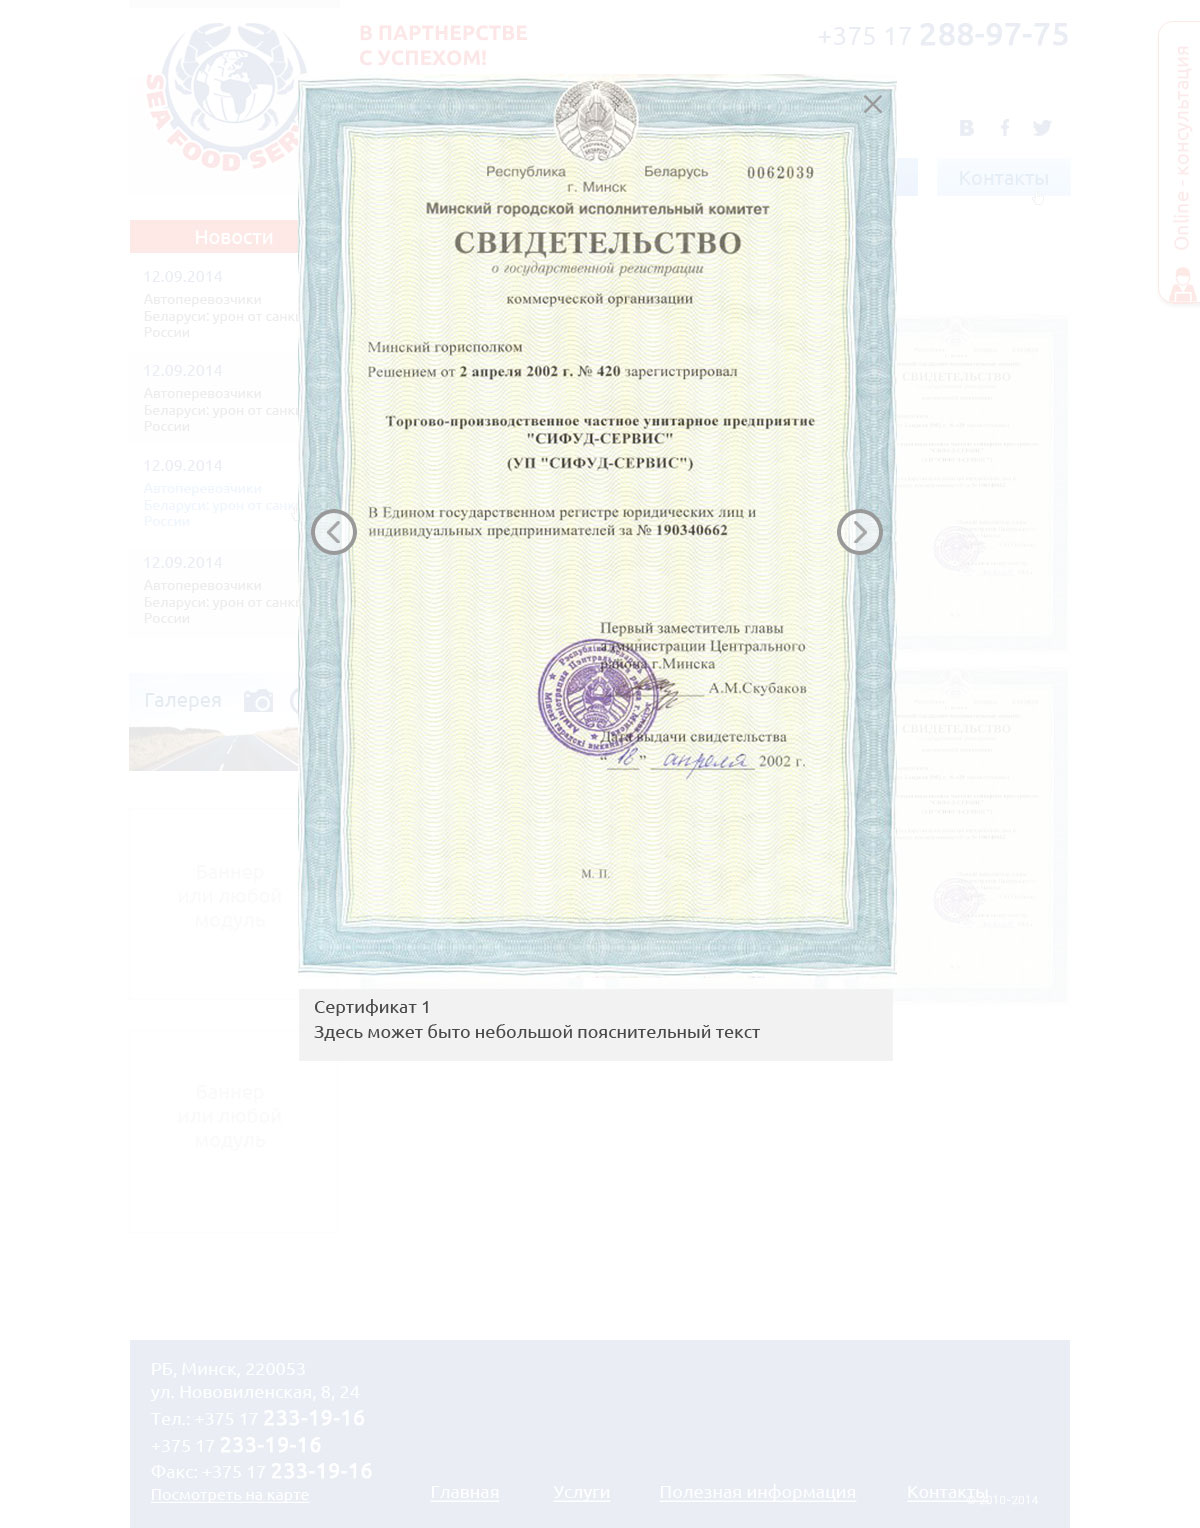 В ПАРТНЕРСТВЕ
С УСПЕХОМ!
+375 17 288-97-75
SEA FOOD SER
Контакты
Online - консультация
Новости
12.09.2014
Автоперевозчики
Беларуси: урон от санк
России
12.09.2014
Автоперевозчики
Беларуси: урон от санк
России
12.09.2014
Автоперевозчики
Беларуси: урон от санк
России
12.09.2014
Автоперевозчики
Беларуси: урон от санк
России
Галерея
Баннер
или любой
модуль
Баннер
или любой
модуль
Республика Беларусь 0062039
г. Минск
Минский городской исполнительный комитет
СВИДЕТЕЛЬСТВО
о государственной регистрации
коммерческой организации
Минский горисполком
Решением от 2 апреля 2002 г. № 420 зарегистрировал
Торгово-производственное частное унитарное предприятие
"СИФУД-СЕРВИС"
(УП "СИФУД-СЕРВИС")
В Едином государственном регистре юридических лиц и
индивидуальных предпринимателей за № 190340662
Первый заместитель главы
администрации Центрального
района г.Минска
А.М.Скубаков
Дата выдачи свидетельства
“ 18 ” апреля 2002 г.
М. П.
Сертификат 1
Здесь может быто небольшой пояснительный текст
РБ, Минск, 220053
ул. Нововиленская, 8, 24
Тел.: +375 17 233-19-16
+375 17 233-19-16
Факс: +375 17 233-19-16
Посмотреть на карте
Главная Услуги Полезная информация Контакты
2010-2014